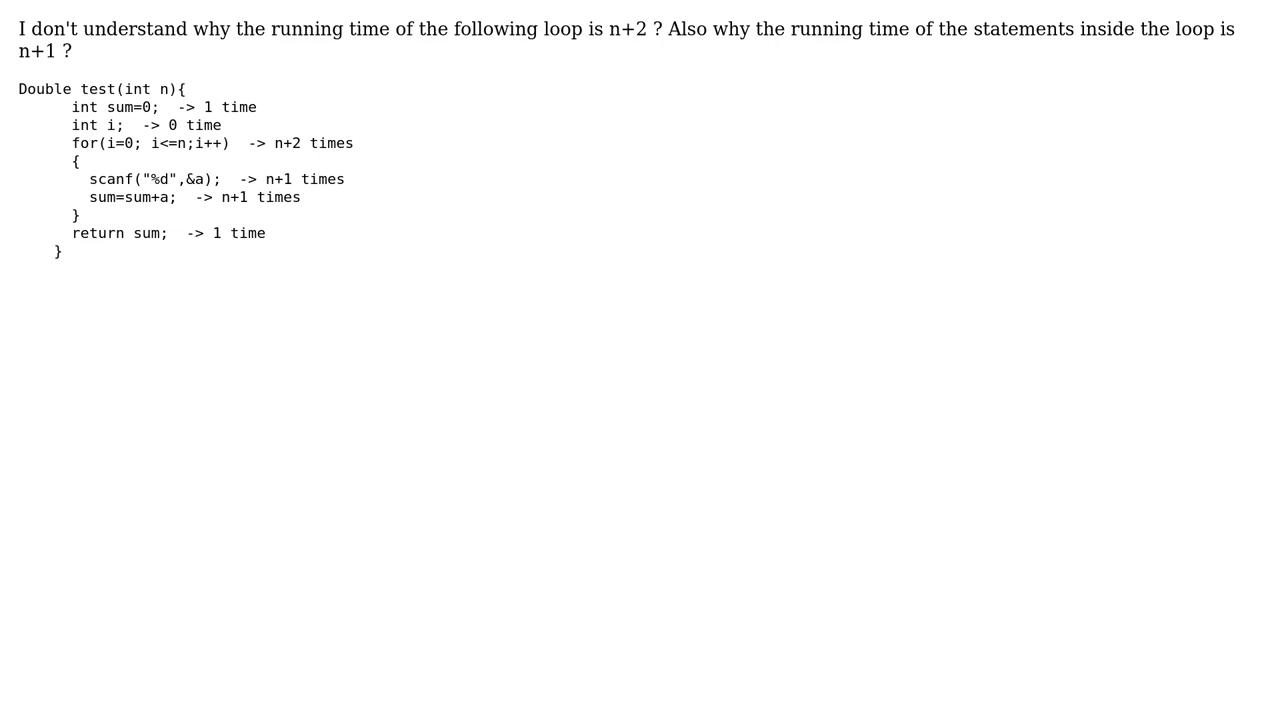 I don't understand why the running time of the following loop is n+2 ? Also why the running time of the statements inside the loop is
n+1 ?
Double test(int n){
      int sum=0;  -> 1 time
      int i;  -> 0 time
      for(i=0; i<=n;i++)  -> n+2 times
      {
        scanf("%d",&a);  -> n+1 times
        sum=sum+a;  -> n+1 times
      }
      return sum;  -> 1 time
    }